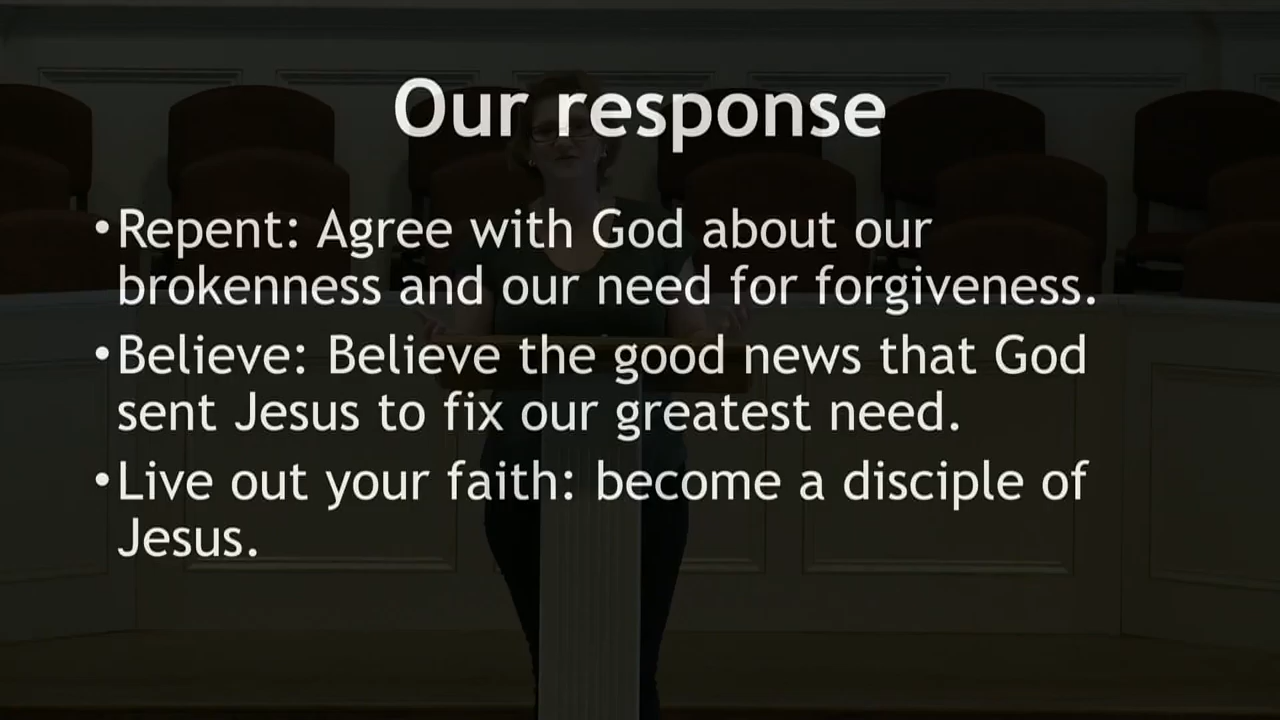 Our response
•Repent: Agree with God about our
brokenness and our need for forgiveness.
•Believe: Believe the good news that God
sent Jesus to fix our greatest need.
•Live out your faith: become a disciple of
Jesus.